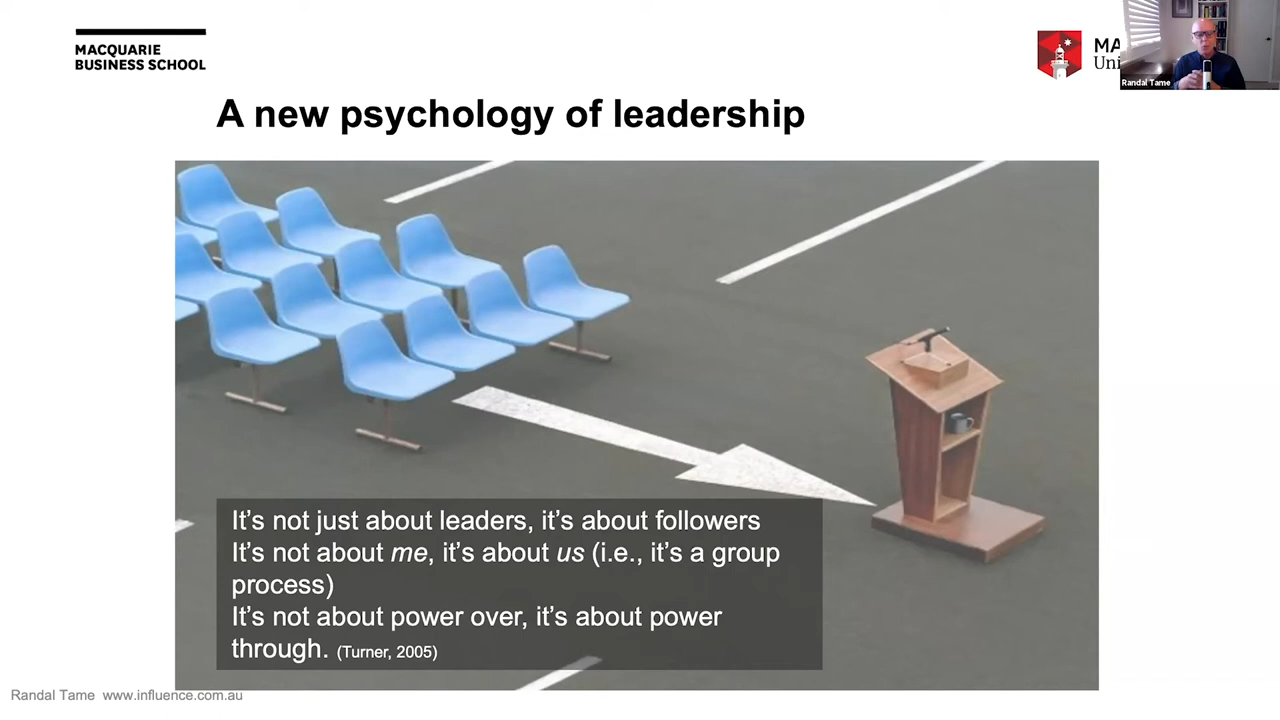 MACQUARIE
BUSINESS SCHOOL
MA
Uni
Randal Tame
A new psychology of leadership
It’s not just about leaders, it’s about followers
It’s not about me, it’s about us (i.e., it’s a group
process)
It’s not about power over, it’s about power
through. (Turner, 2005)
Randal Tame www.influence.com.au